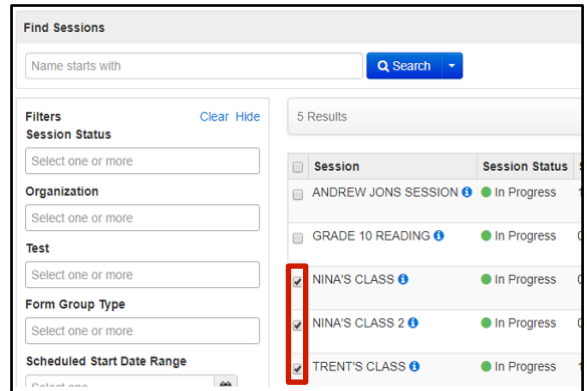 Find Sessions
Name starts with
Search
Filters Clear Hide
Session Status
Select one or more
Organization
Select one or more
Test
Select one or more
Form Group Type
Select one or more
Scheduled Start Date Range
Select one
5 Results
Session Session Status
ANDREW JONS SESSION In Progress
GRADE 10 READING In Progress
NINA'S CLASS In Progress
NINA'S CLASS 2 In Progress
TRENT'S CLASS In Progress